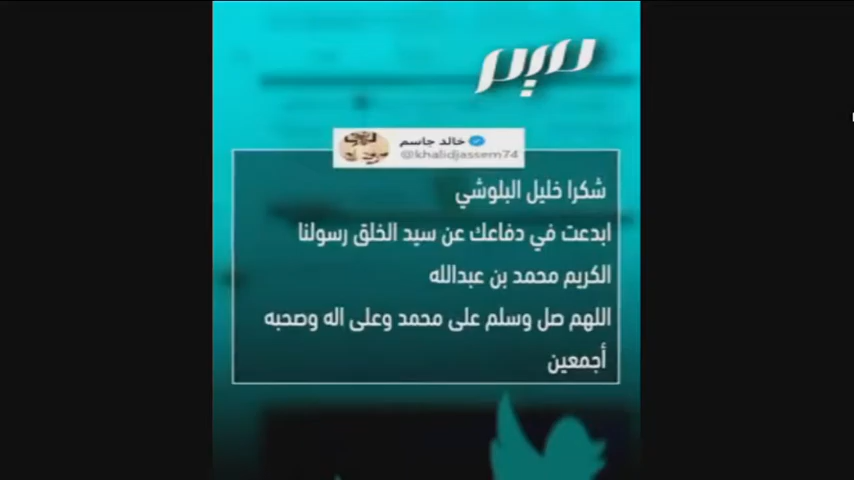 ميم
خالد جاسم
@khalidjassem74
شكرا خليل البلوشي
ابدعت في دفاعك عن سيد الخلق رسولنا
الكريم محمد بن عبدالله
اللهم صل وسلم على محمد وعلى اله وصحبه
أجمعين